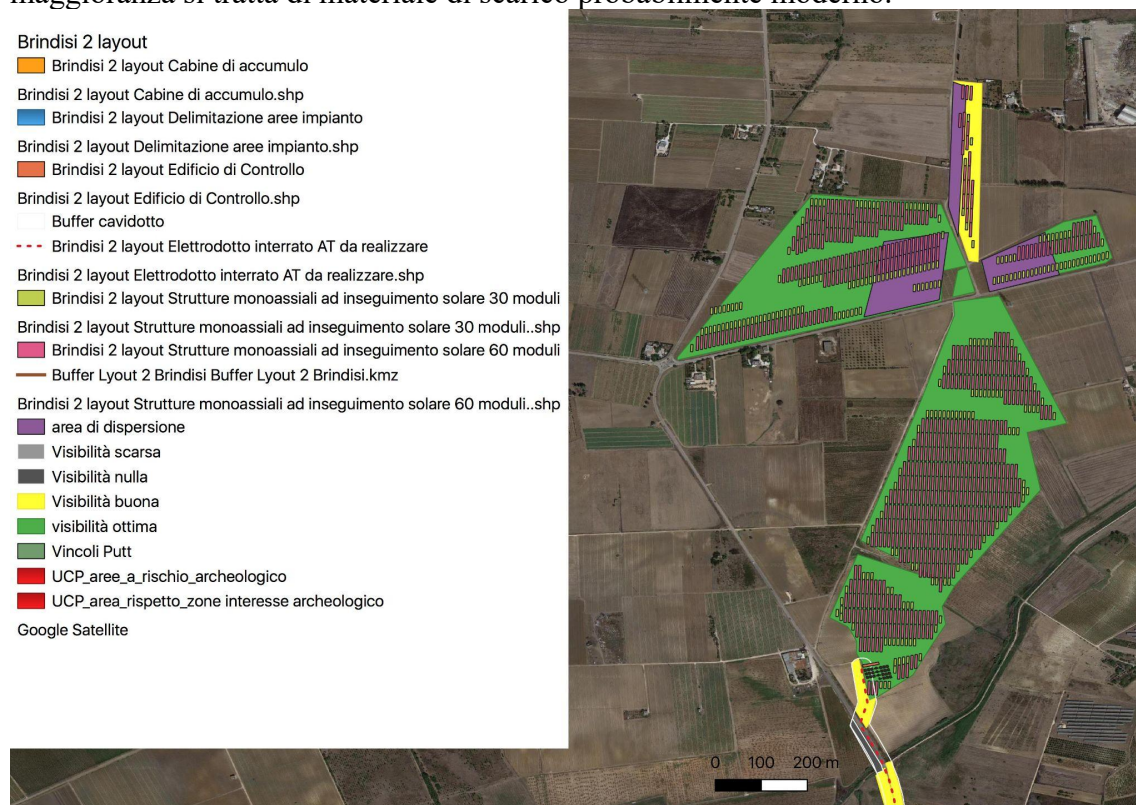 maggioranza si tratta di materiale di scarico probabilmente moderno.
Brindisi 2 layout
Brindisi 2 layout Cabine di accumulo
Brindisi 2 layout Cabine di accumulo.shp
Brindisi 2 layout Delimitazione aree impianto
Brindisi 2 layout Delimitazione aree impianto.shp
Brindisi 2 layout Edificio di Controllo
Brindisi 2 layout Edificio di Controllo.shp
Buffer cavidotto
Brindisi 2 layout Elettrodotto interrato AT da realizzare
Brindisi 2 layout Elettrodotto interrato AT da realizzare.shp
Brindisi 2 layout Strutture monoassiali ad inseguimento solare 30 moduli
Brindisi 2 layout Strutture monoassiali ad inseguimento solare 30 moduli..shp
Brindisi 2 layout Strutture monoassiali ad inseguimento solare 60 moduli
Buffer Lyout 2 Brindisi Buffer Lyout 2 Brindisi.kmz
Brindisi 2 layout Strutture monoassiali ad inseguimento solare 60 moduli..shp
area di dispersione
Visibilità scarsa
Visibilità nulla
Visibilità buona
visibilità ottima
Vincoli Putt
UCP_aree_a_rischio_archeologico
UCP_area_rispetto_zone interesse archeologico
Google Satellite
0 100 200 m